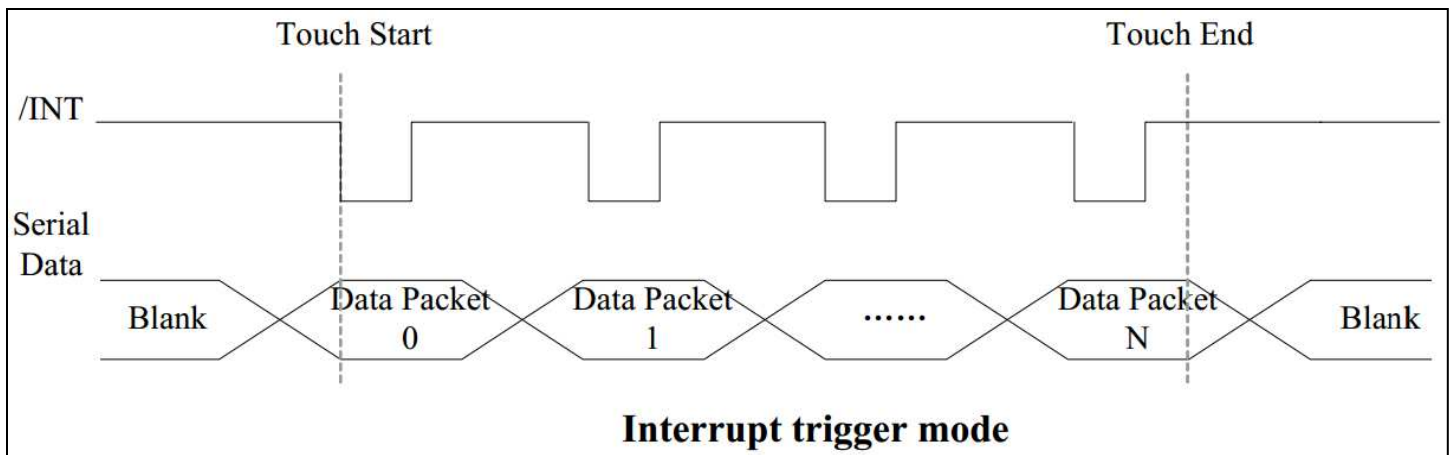 Touch Start
Touch End
/INT
Serial
Data
Blank
Data Packet
0
Data Packet
1
......
Data Packet
N
Blank
Interrupt trigger mode